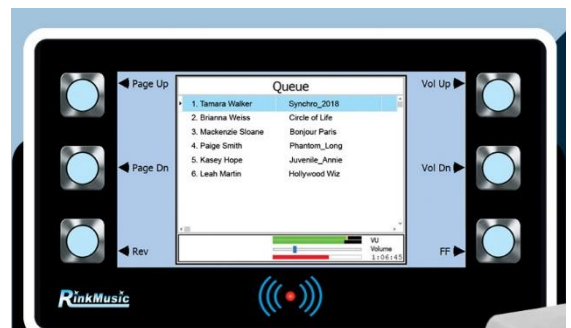 Queue
Page Up
Vol Up
1. Tamara Walker Synchro_2018
2. Brianna Weiss Circle of Life
3. Mackenzie Sloane Bonjour Paris
4. Paige Smith Phantom_Long
Page Dn
Vol Dn
5. Kasey Hope Juvenile_Annie
6. Leah Martin Hollywood Wiz
VU
Volume
Rev
FF
1:06:45
RinkMusic